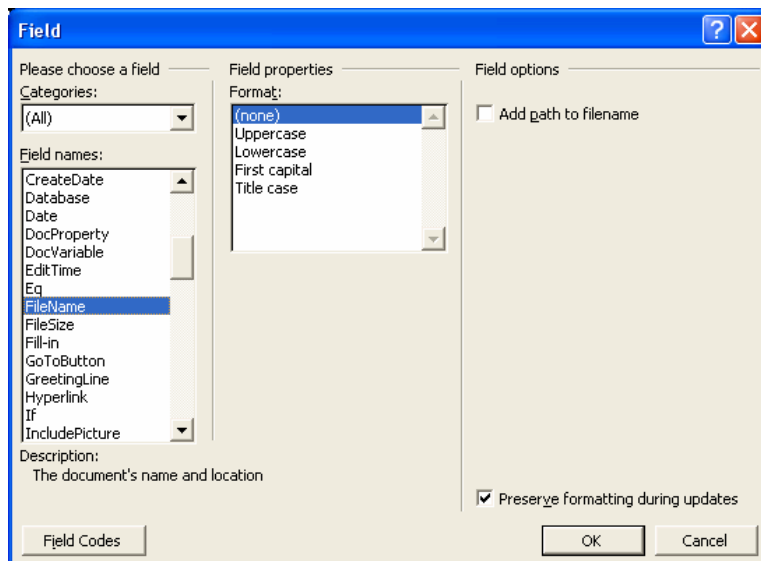 Field
Please choose a field
Categories:
(All)
Field names:
CreateDate
Database
Date
DocProperty
DocVariable
EditTime
Eq
FileName
FileSize
Fill-in
GoToButton
GreetingLine
Hyperlink
If
IncludePicture
Description:
The document's name and location
Field Codes
Field properties
Format:
(none)
Uppercase
Lowercase
First capital
Title case
Field options
Add path to filename
Preserve formatting during updates
OK
Cancel